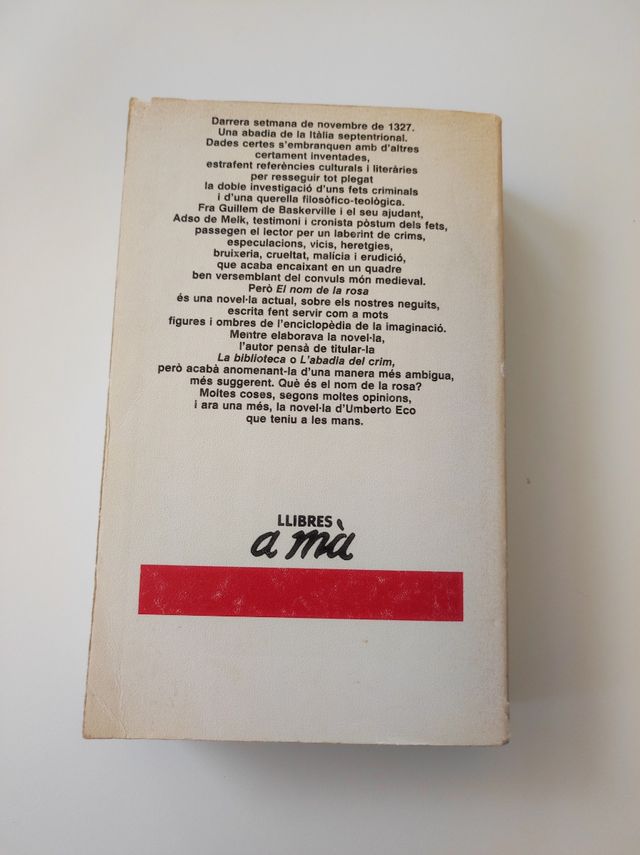 Darrera setmana de novembre de 1327.
Una abadia de la Itàlia septentrional.
Dades certes s'embranquen amb d'altres
certament inventades,
estrafent referències culturals i literàries
per resseguir tot plegat
la doble investigació d'uns fets criminals
i d'una querella filosòfico-teològica.
Fra Guillem de Baskerville i el seu ajudant,
Adso de Melk, testimoni i cronista pòstum dels fets,
passegen el lector per un laberint de crims,
especulacions, vicis, heretgies,
bruixeria, crueltat, malícia i erudició,
que acaba encaixant en un quadre
ben versemblant del convuls món medieval.
Però El nom de la rosa
és una novel·la actual, sobre els nostres neguits,
escrita fent servir com a mots
figures i ombres de l'enciclopèdia de la imaginació.
Mentre elaborava la novel·la,
l'autor pensà de titular-la
La biblioteca o L'abadia del crim,
però acabà anomenant-la d'una manera més ambigua,
més suggerent. Què és el nom de la rosa?
Moltes coses, segons moltes opinions,
i ara una més, la novel·la d'Umberto Eco
que teniu a les mans.
LLIBRES
a mà